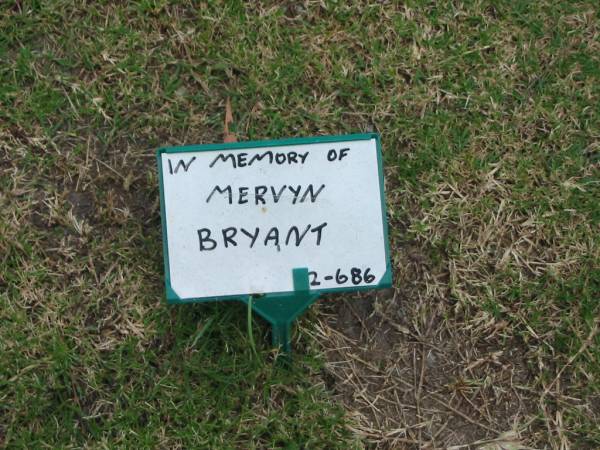 IN MEMORY OF
MERVYN
BRYANT
2-686